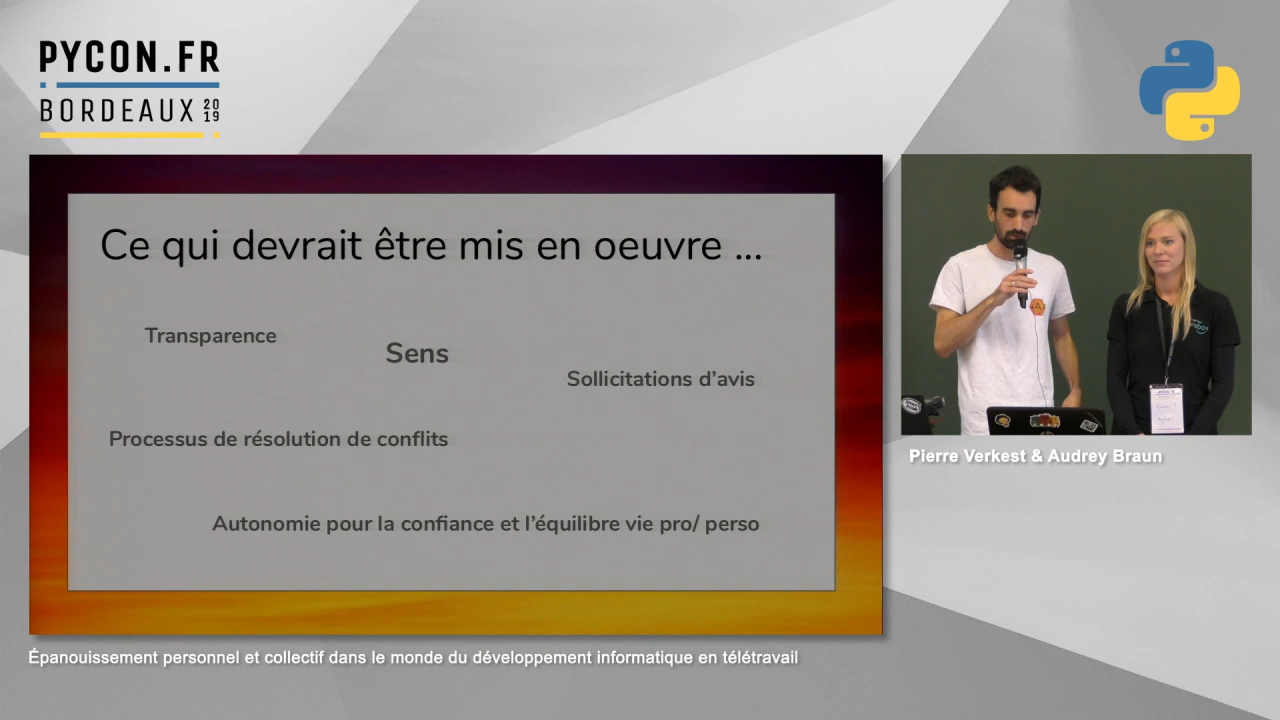 PYCON.FR
BORDEAUX 2019
Ce qui devrait être mis en oeuvre ...
Transparence
Sens
Sollicitations d’avis
Processus de résolution de conflits
Autonomie pour la confiance et l’équilibre vie pro/ perso
Pierre Verkest & Audrey Braun
Épanouissement personnel et collectif dans le monde du développement informatique en télétravail